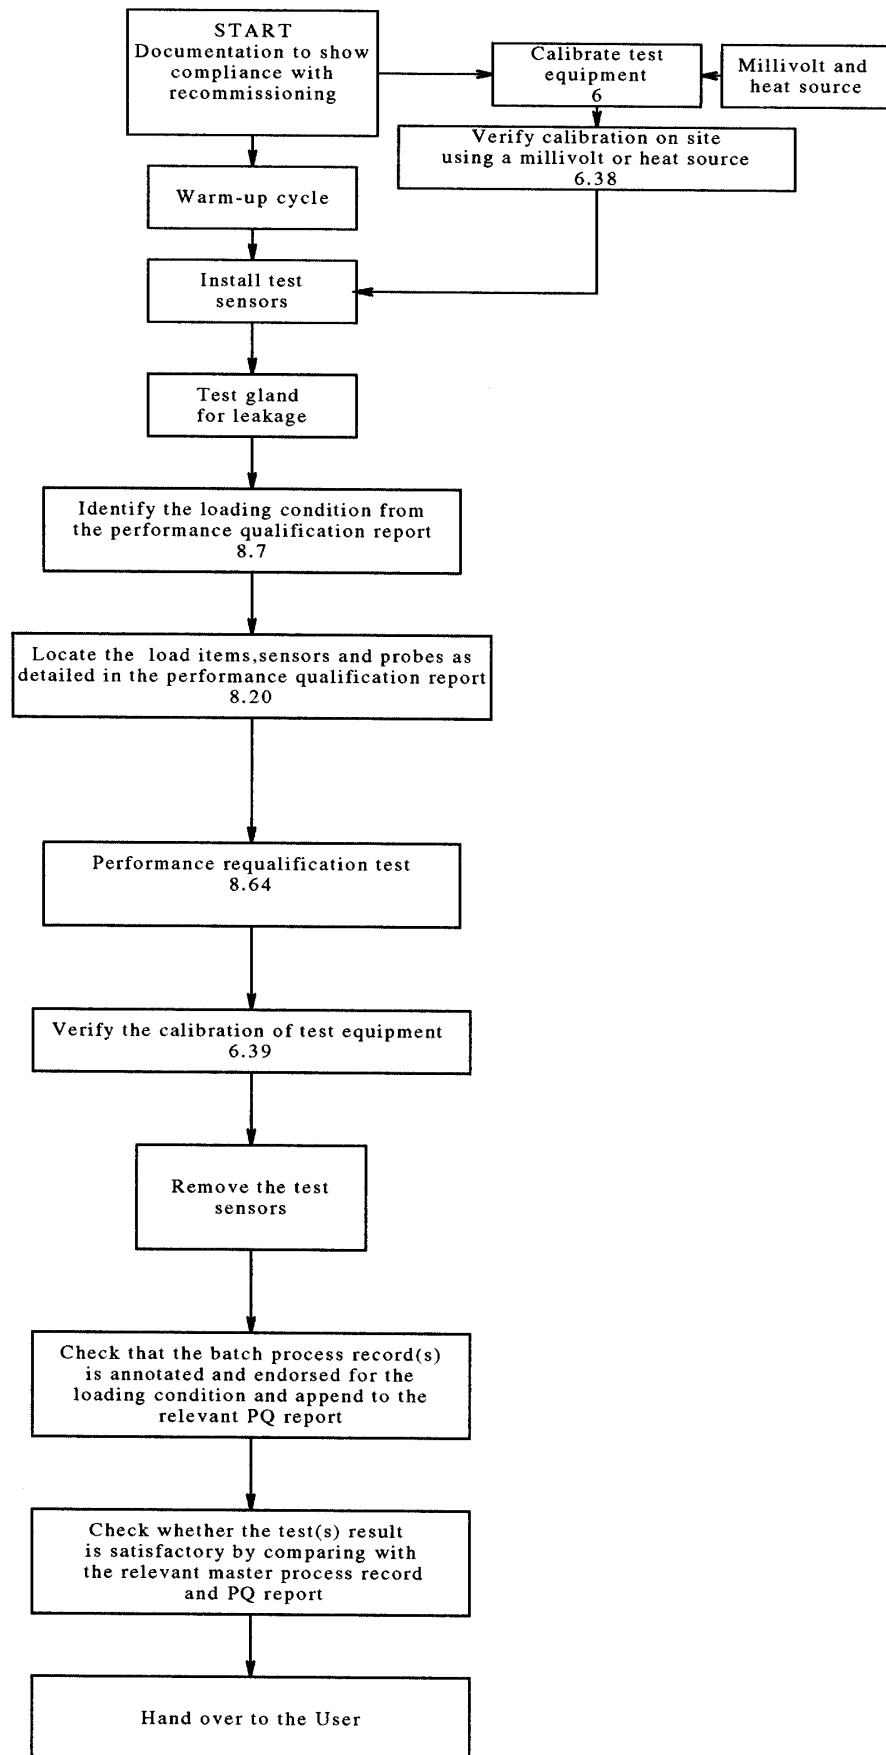 START
Documentation to show
compliance with
recommissioning
Calibrate test
equipment
6
Millivolt and
heat source
Verify calibration on site
using a millivolt or heat source
6.38
Warm-up cycle
Install test
sensors
Test gland
for leakage
Identify the loading condition from
the performance qualification report
8.7
Locate the load items,sensors and probes as
detailed in the performance qualification report
8.20
Performance requalification test
8.64
Verify the calibration of test equipment
6.39
Remove the test
sensors
Check that the batch process record(s)
is annotated and endorsed for the
loading condition and append to the
relevant PQ report
Check whether the test(s) result
is satisfactory by comparing with
the relevant master process record
and PQ report
Hand over to the User